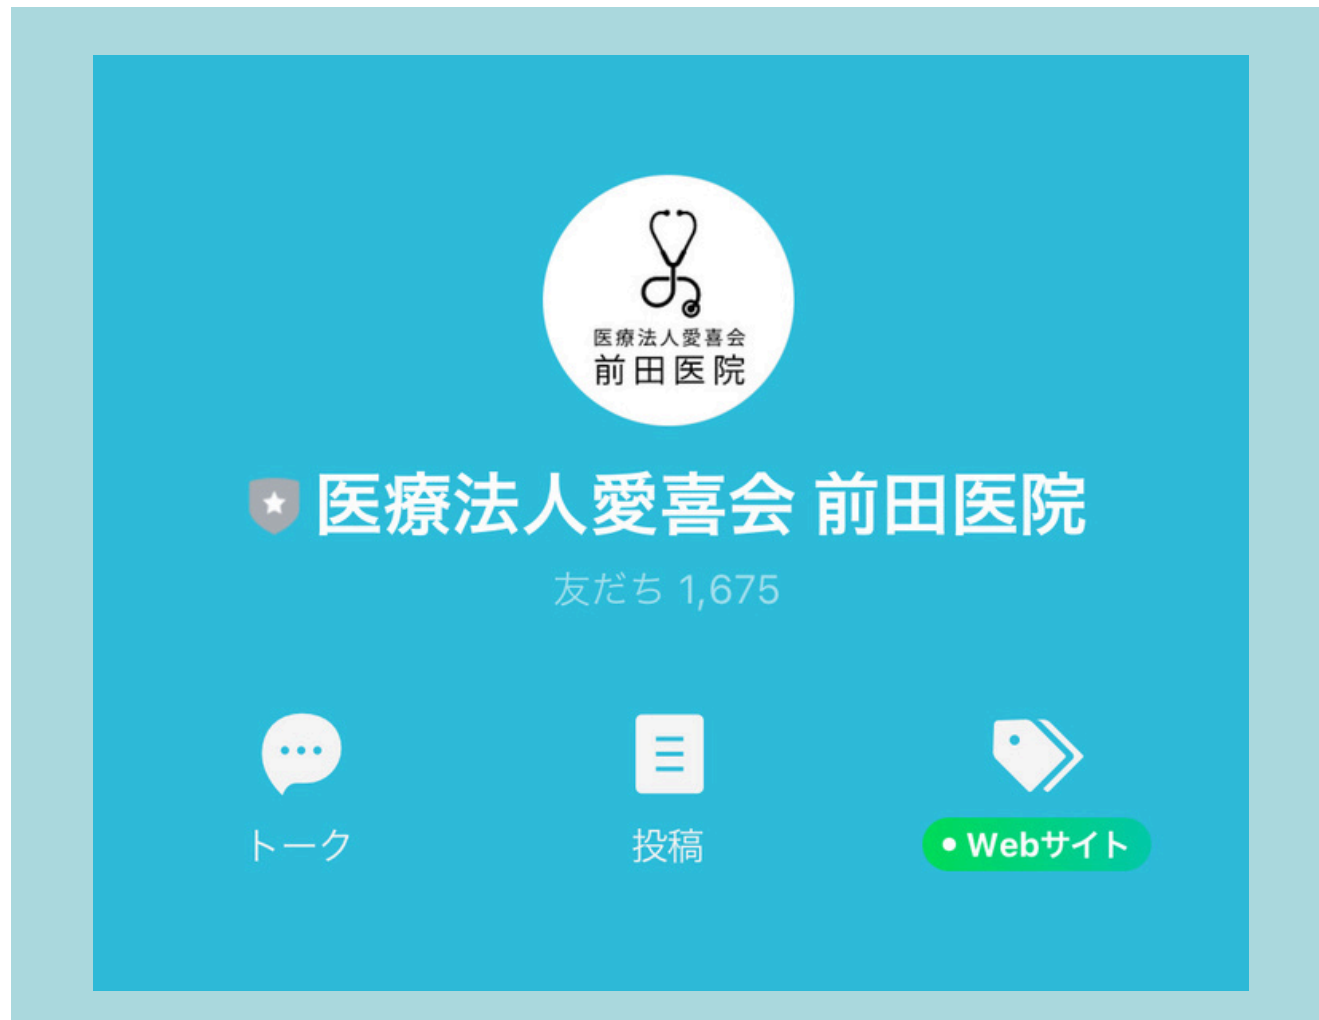 医療法人愛喜会
前田医院
医療法人愛喜会 前田医院
友だち 1,675
トーク
投稿
Webサイト